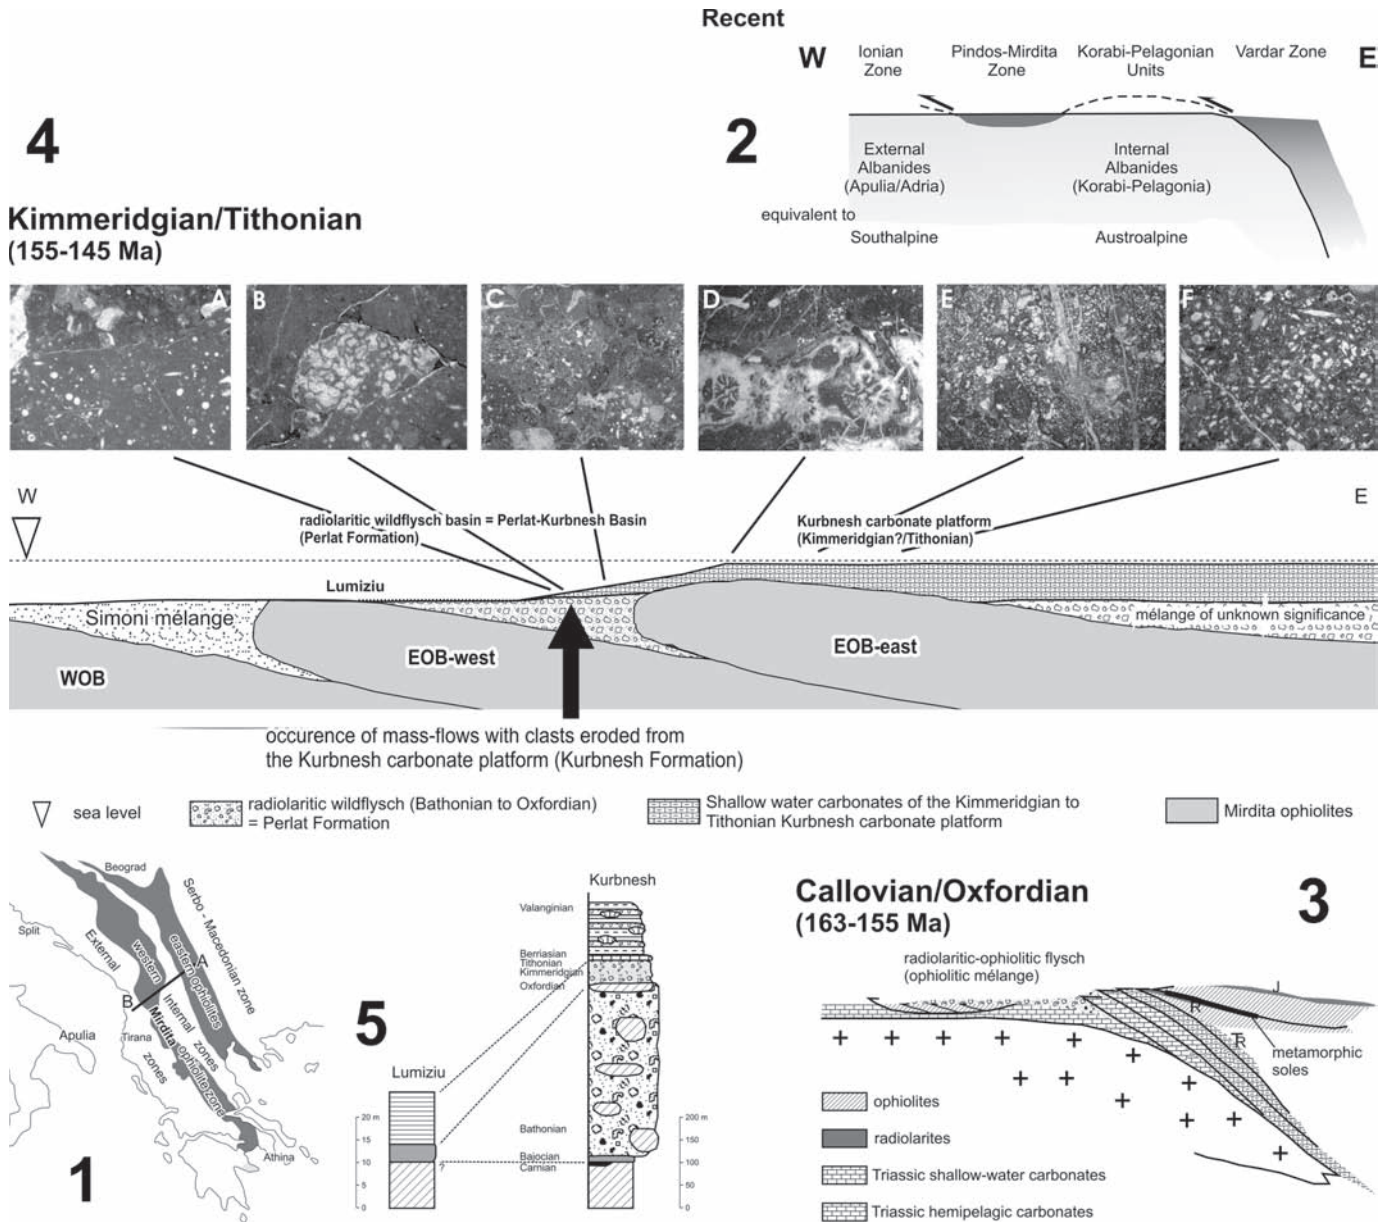 Recent
W
Ionian
Zone
Pindos-Mirdita
Zone
Korabi-Pelagonian
Units
Vardar Zone
E
4
2
External
Albanides
(Apulia/Adria)
Internal
Albanides
(Korabi-Pelagonia)
equivalent to
Southalpine
Austroalpine
Kimmeridgian/Tithonian
(155-145 Ma)
A
B
C
D
E
F
W
E
radiolaritic wildflysch basin = Perlat-Kurbnesh Basin
(Perlat Formation)
Kurbnesh carbonate platform
(Kimmeridgian?/Tithonian)
Lumiziu
Simoni mélange
mélange of unknown significance
EOB-west
EOB-east
WOB
occurence of mass-flows with clasts eroded from
the Kurbnesh carbonate platform (Kurbnesh Formation)
sea level
radiolaritic wildflysch (Bathonian to Oxfordian)
= Perlat Formation
Shallow water carbonates of the Kimmeridgian to
Tithonian Kurbnesh carbonate platform
Mirdita ophiolites
Beograd
Serbo - Macedonian zone
Split
External
zones
western
Mirdita ophiolite zone
eastern ophiolites
Internal
zones
A
B
Apulia
Tirana
Athina
1
5
Kurbnesh
Valanginian
Berriasian
Tithonian
Kimmeridgian
Oxfordian
Bathonian
Bajocian
Carnian
Lumiziu
20 m
10
0
?
200 m
100
50
0
Callovian/Oxfordian
(163-155 Ma)
3
radiolaritic-ophiolitic flysch
(ophiolitic mélange)
J
metamorphic
soles
ophiolites
radiolarites
Triassic shallow-water carbonates
Triassic hemipelagic carbonates